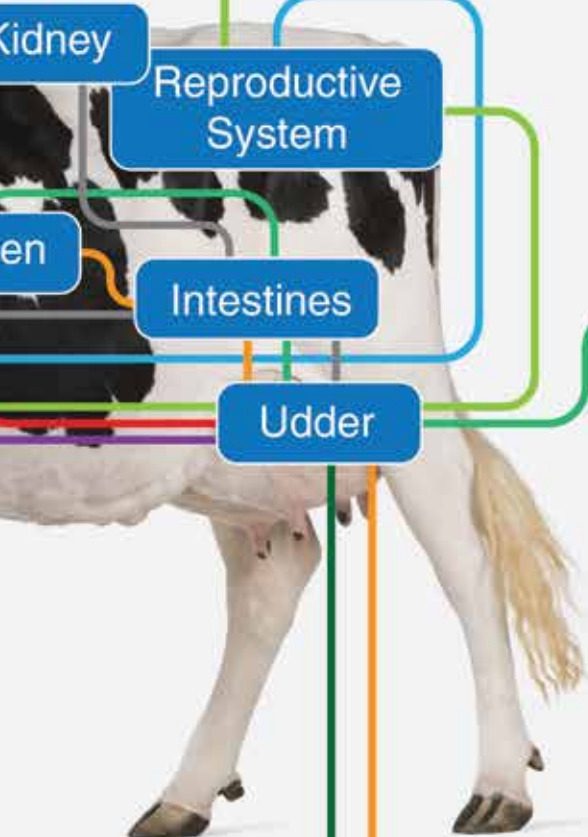 Kidney
Reproductive
System
en
Intestines
Udder